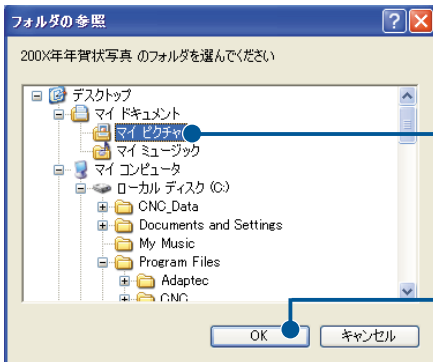 フォルダの参照
200X年年賀状写真 のフォルダを選んでください
デスクトップ
マイ ドキュメント
マイ ピクチャ
マイ ミュージック
マイ コンピュータ
ローカル ディスク (C:)
CNC_Data
Documents and Settings
My Music
Program Files
Adaptec
CNC
OK
キャンセル